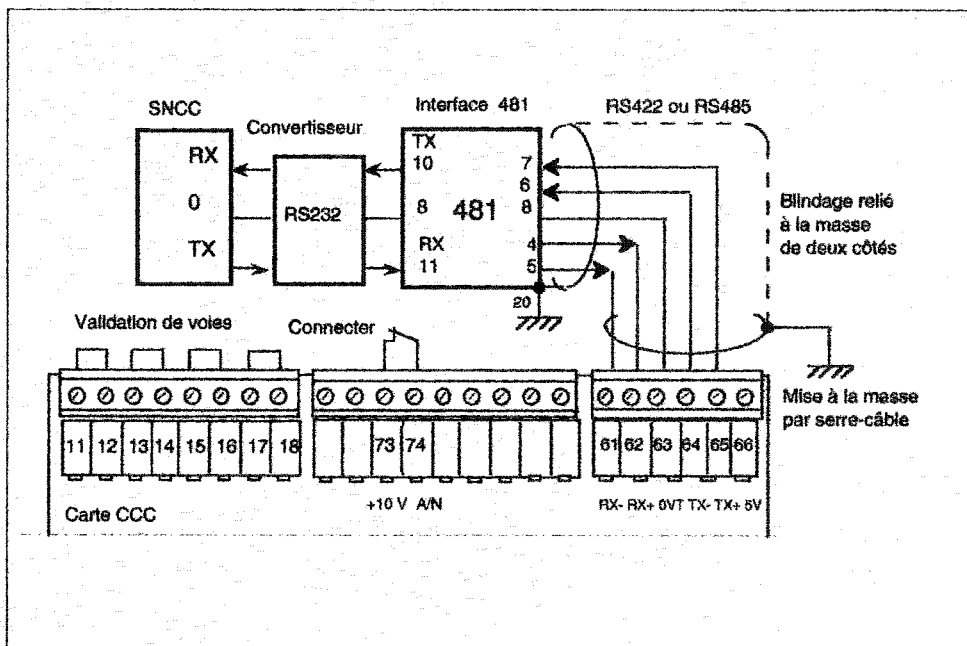 SNCC
Convertisseur
Interface 481
RS422 ou RS485
RX
0
TX
RS232
TX
10
8
RX
11
481
7
6
8
4
5
20
Blindage relié
à la masse
de deux côtés
Validation de voies
Connecter
Mise à la masse
par serre-câble
11 12 13 14 15 16 17 18
73 74
61 62 63 64 65 66
+10 V A/N
RX- RX+ 0VT TX- TX+ 5V
Carte CCC